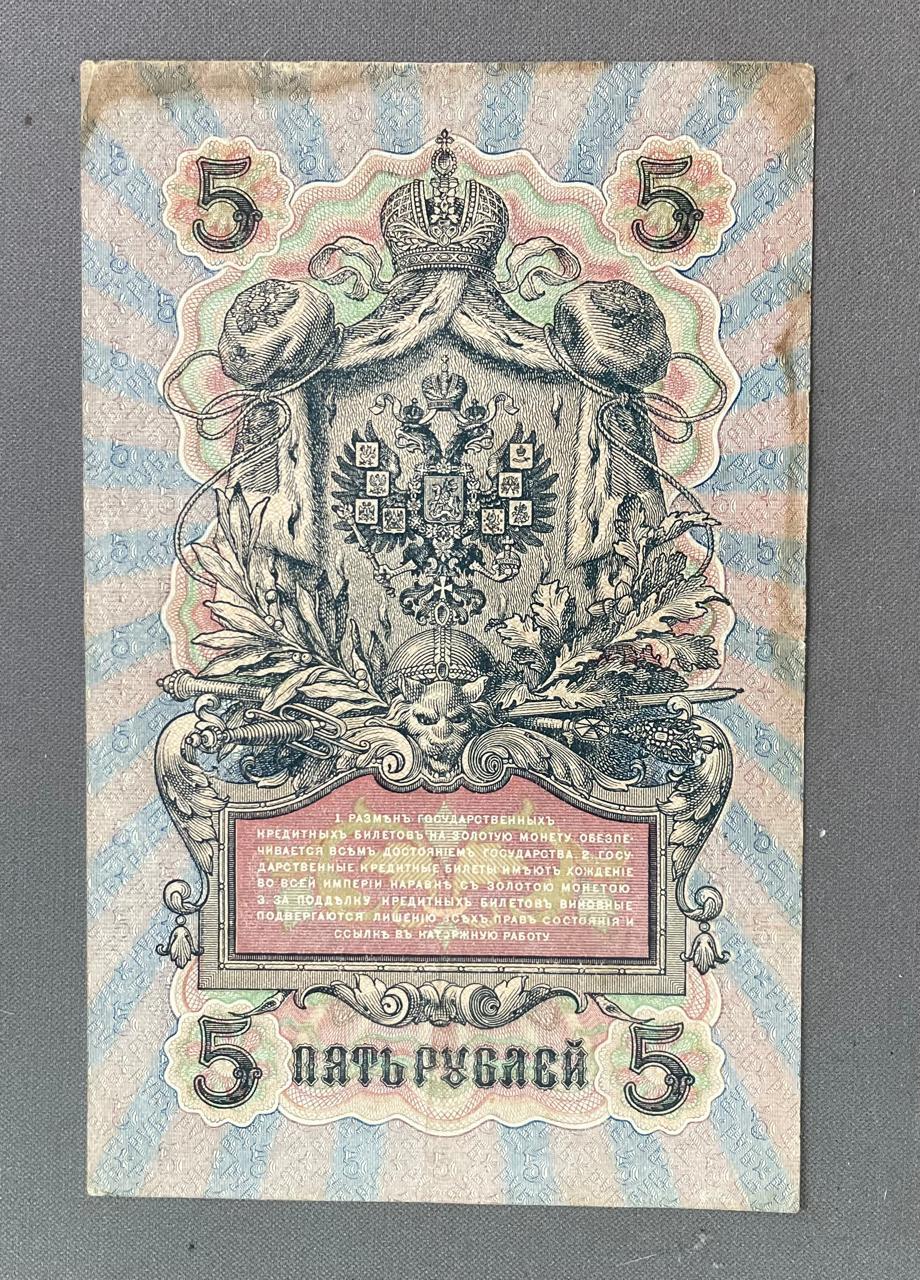 5 5
1. РАЗМѢНЪ ГОСУДАРСТВЕННЫХЪ
КРЕДИТНЫХЪ БИЛЕТОВЪ НА ЗОЛОТУЮ МОНЕТУ ОБЕЗПЕ-
ЧИВАЕТСЯ ВСѢМЪ ДОСТОЯНІЕМЪ ГОСУДАРСТВА. 2. ГОСУ-
ДАРСТВЕННЫЕ КРЕДИТНЫЕ БИЛЕТЫ ИМѢЮТЪ ХОЖДЕНІЕ
ВО ВСЕЙ ИМПЕРІИ НАРАВНѢ СЪ ЗОЛОТОЮ МОНЕТОЮ
3. ЗА ПОДДѢЛКУ КРЕДИТНЫХЪ БИЛЕТОВЪ ВИНОВНЫЕ
ПОДВЕРГАЮТСЯ ЛИШЕНІЮ ВСѢХЪ ПРАВЪ СОСТОЯНІЯ И
ССЫЛКѢ ВЪ КАТОРЖНУЮ РАБОТУ
5 ПЯТЬ РУБЛЕЙ 5